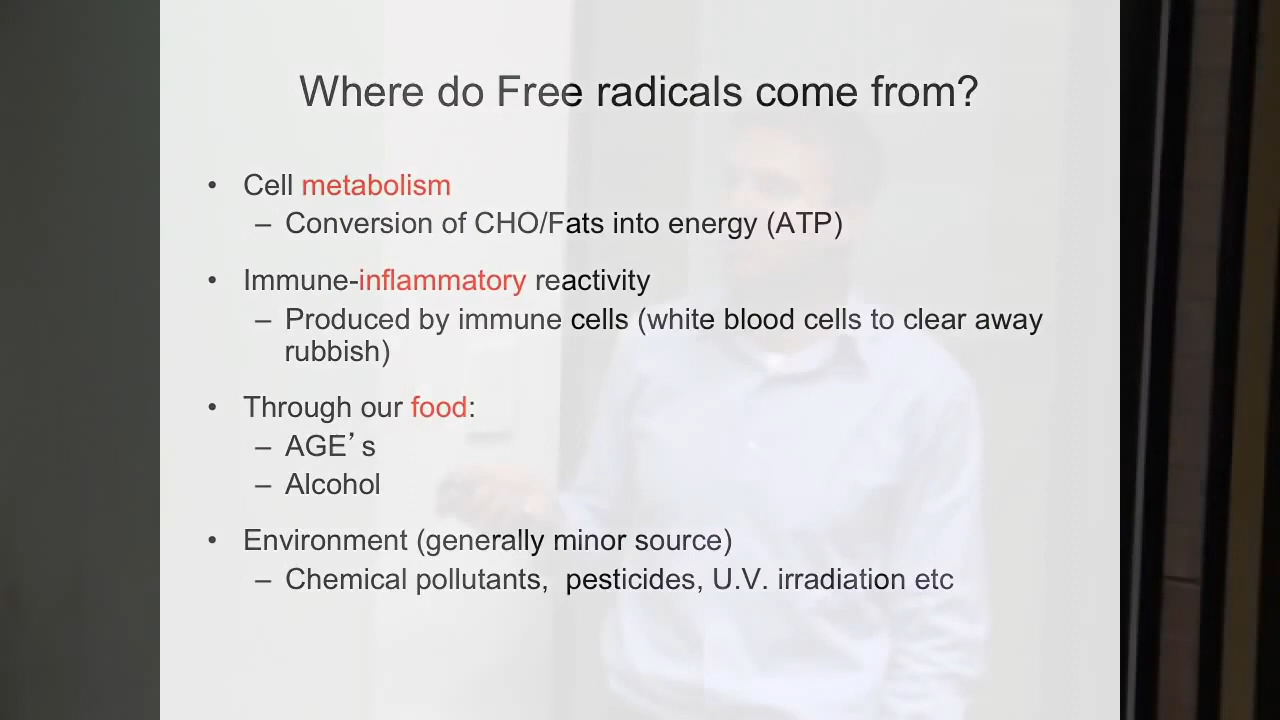 Where do Free radicals come from?
• Cell metabolism
– Conversion of CHO/Fats into energy (ATP)
• Immune-inflammatory reactivity
– Produced by immune cells (white blood cells to clear away
rubbish)
• Through our food:
– AGE’s
– Alcohol
• Environment (generally minor source)
– Chemical pollutants,  pesticides, U.V. irradiation etc